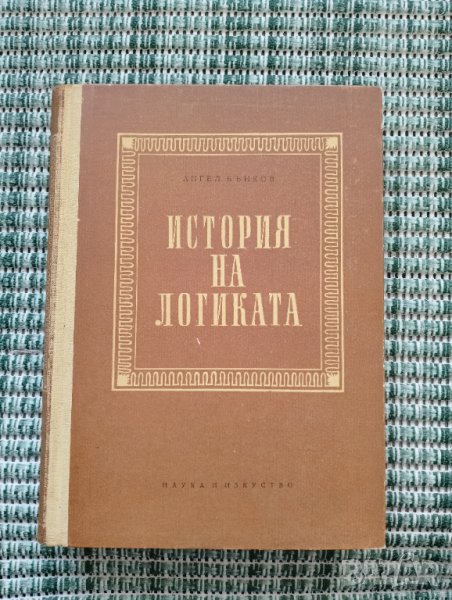 АНГЕЛ БЪНКОВ
ИСТОРИЯ
НА
ЛОГИКАТА
НАУКА И ИЗКУСТВО